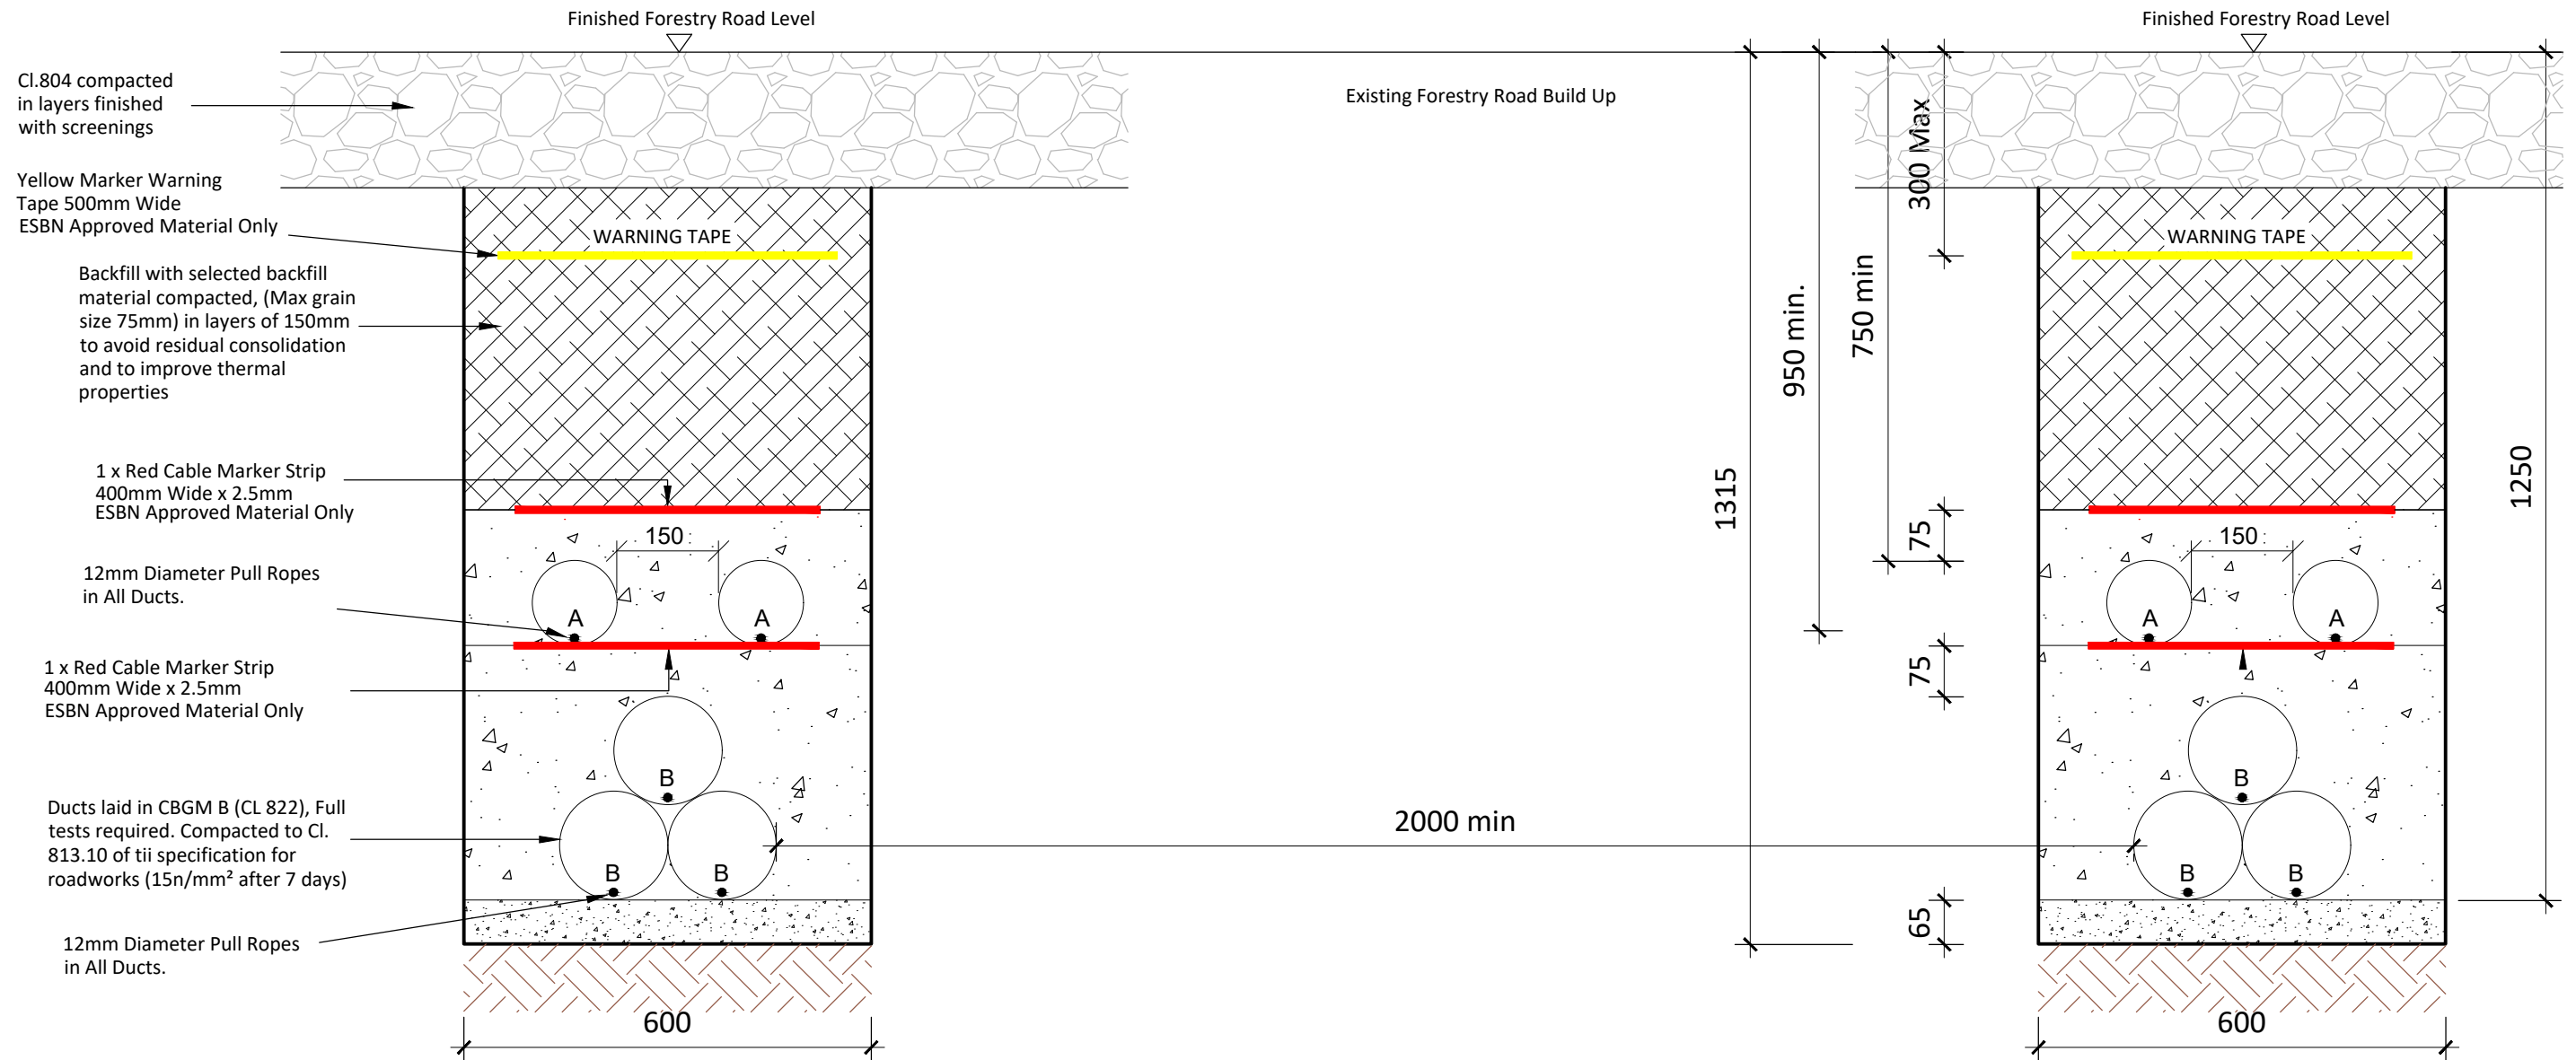 Finished Forestry Road Level
Finished Forestry Road Level
Cl.804 compacted
in layers finished
with screenings
Existing Forestry Road Build Up
Yellow Marker Warning
Tape 500mm Wide
ESBN Approved Material Only
WARNING TAPE
WARNING TAPE
Backfill with selected backfill
material compacted, (Max grain
size 75mm) in layers of 150mm
to avoid residual consolidation
and to improve thermal
properties
1 x Red Cable Marker Strip
400mm Wide x 2.5mm
ESBN Approved Material Only
150
150
12mm Diameter Pull Ropes
in All Ducts.
A
A
A
A
1 x Red Cable Marker Strip
400mm Wide x 2.5mm
ESBN Approved Material Only
B
B
Ducts laid in CBGM B (CL 822), Full
tests required. Compacted to Cl.
813.10 of tii specification for
roadworks (15n/mm² after 7 days)
B
B
B
B
12mm Diameter Pull Ropes
in All Ducts.
2000 min
1315
950 min.
750 min
300 Max
75
75
65
1250
600
600